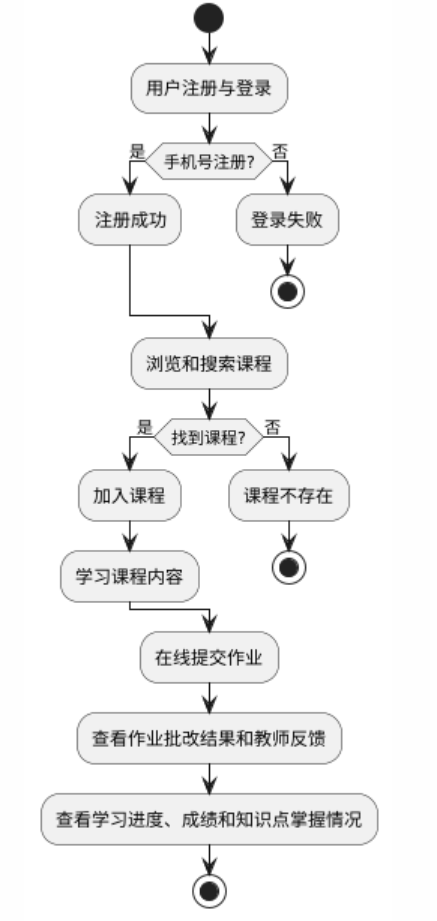 用户注册与登录
是
手机号注册?
否
注册成功
登录失败
浏览和搜索课程
是
找到课程?
否
加入课程
课程不存在
学习课程内容
在线提交作业
查看作业批改结果和教师反馈
查看学习进度、成绩和知识点掌握情况